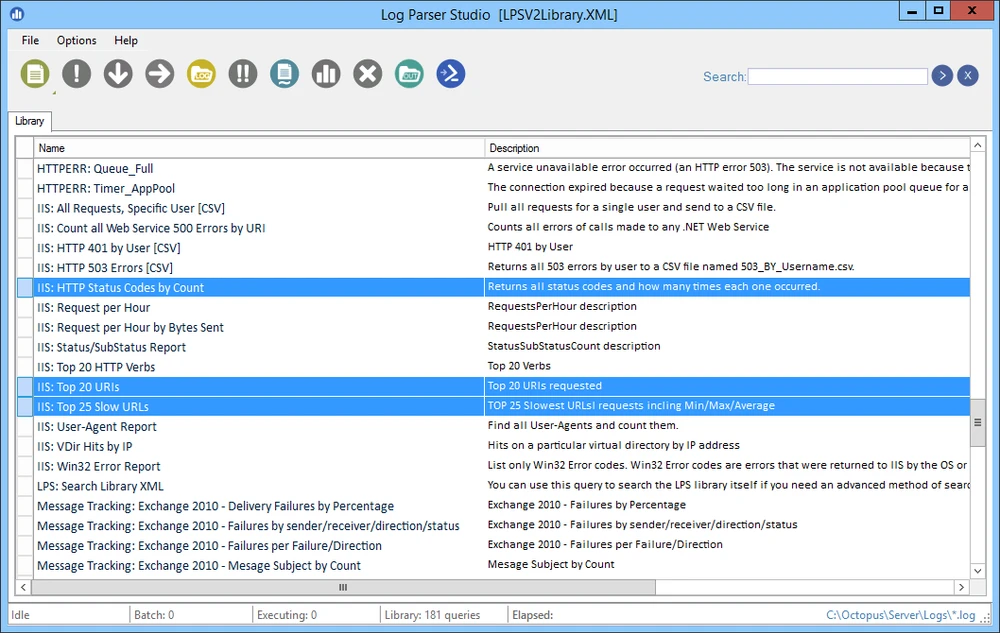 Log Parser Studio [LPSV2Library.XML]
File Options Help
LOG OUT
Search: > X
Library
Name Description
HTTPERR: Queue_Full A service unavailable error occurred (an HTTP error 503). The service is not available because t
HTTPERR: Timer_AppPool The connection expired because a request waited too long in an application pool queue for a
IIS: All Requests, Specific User [CSV] Pull all requests for a single user and send to a CSV file.
IIS: Count all Web Service 500 Errors by URI Counts all errors of calls made to any .NET Web Service
IIS: HTTP 401 by User [CSV] HTTP 401 by User
IIS: HTTP 503 Errors [CSV] Returns all 503 errors by user to a CSV file named 503_BY_Username.csv.
IIS: HTTP Status Codes by Count Returns all status codes and how many times each one occurred.
IIS: Request per Hour RequestsPerHour description
IIS: Request per Hour by Bytes Sent RequestsPerHour description
IIS: Status/SubStatus Report StatusSubStatusCount description
IIS: Top 20 HTTP Verbs Top 20 Verbs
IIS: Top 20 URIs Top 20 URIs requested
IIS: Top 25 Slow URLs TOP 25 Slowest URLsl requests incling Min/Max/Average
IIS: User-Agent Report Find all User-Agents and count them.
IIS: VDir Hits by IP Hits on a particular virtual directory by IP address
IIS: Win32 Error Report List only Win32 Error codes. Win32 Error codes are errors that were returned to IIS by the OS or
LPS: Search Library XML You can use this query to search the LPS library itself if you need an advanced method of searc
Message Tracking: Exchange 2010 - Delivery Failures by Percentage Exchange 2010 - Failures by Percentage
Message Tracking: Exchange 2010 - Failures by sender/receiver/direction/status Exchange 2010 - Failures by sender/receiver/direction/status
Message Tracking: Exchange 2010 - Failures per Failure/Direction Exchange 2010 - Failures per Failure/Direction
Message Tracking: Exchange 2010 - Mesage Subject by Count Mesage Subject by Count
Idle Batch: 0 Executing: 0 Library: 181 queries Elapsed: C:\Octopus\Server\Logs\*.log